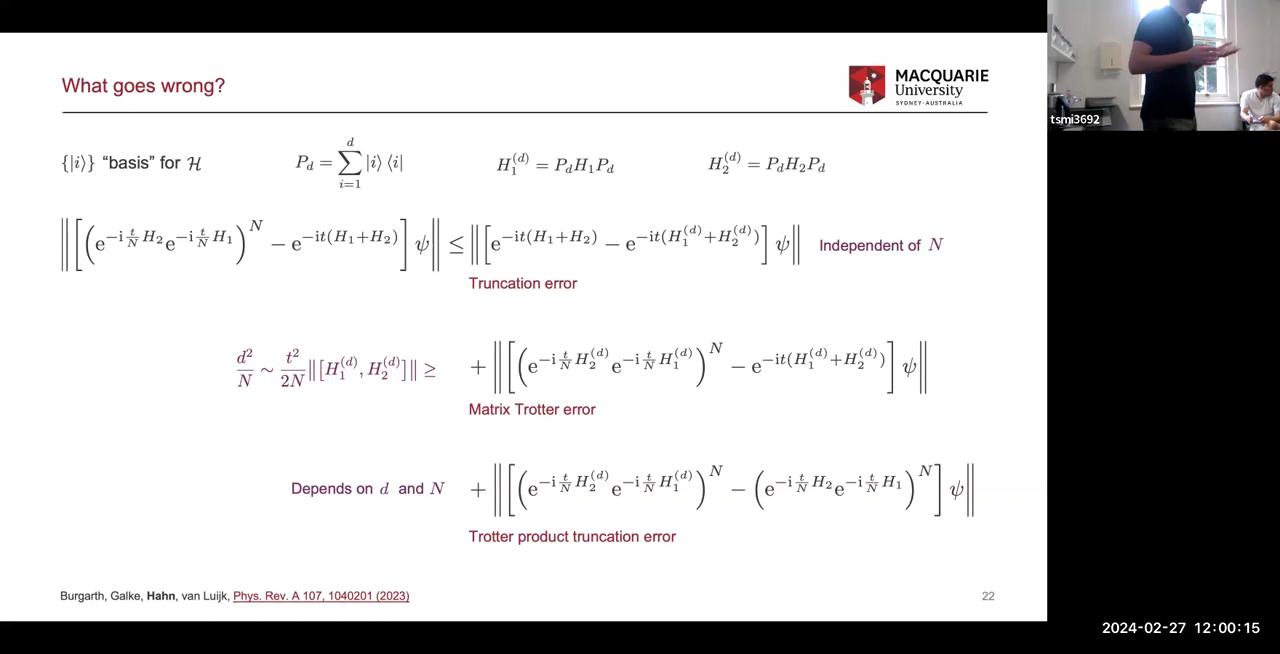 What goes wrong?
MACQUARIE
University
SYDNEY·AUSTRALIA
tsmi3692
{|i⟩} “basis” for ℋ    P_d = ∑_{i=1}^{d} |i⟩⟨i|    H_1^{(d)} = P_d H_1 P_d    H_2^{(d)} = P_d H_2 P_d
‖[(e^{-i t/N H_2} e^{-i t/N H_1})^N − e^{-it(H_1+H_2)}] ψ‖ ≤ ‖[e^{-it(H_1+H_2)} − e^{-it(H_1^{(d)}+H_2^{(d)})}] ψ‖ Independent of N
Truncation error
d^2/N ∼ t^2/2N ‖[H_1^{(d)}, H_2^{(d)}]‖ ≥ + ‖[(e^{-i t/N H_2^{(d)}} e^{-i t/N H_1^{(d)}})^N − e^{-it(H_1^{(d)}+H_2^{(d)})}] ψ‖
Matrix Trotter error
Depends on d and N + ‖[(e^{-i t/N H_2^{(d)}} e^{-i t/N H_1^{(d)}})^N − (e^{-i t/N H_2} e^{-i t/N H_1})^N] ψ‖
Trotter product truncation error
Burgarth, Galke, Hahn, van Luijk, Phys. Rev. A 107, 1040201 (2023)
22
2024-02-27 12:00:15